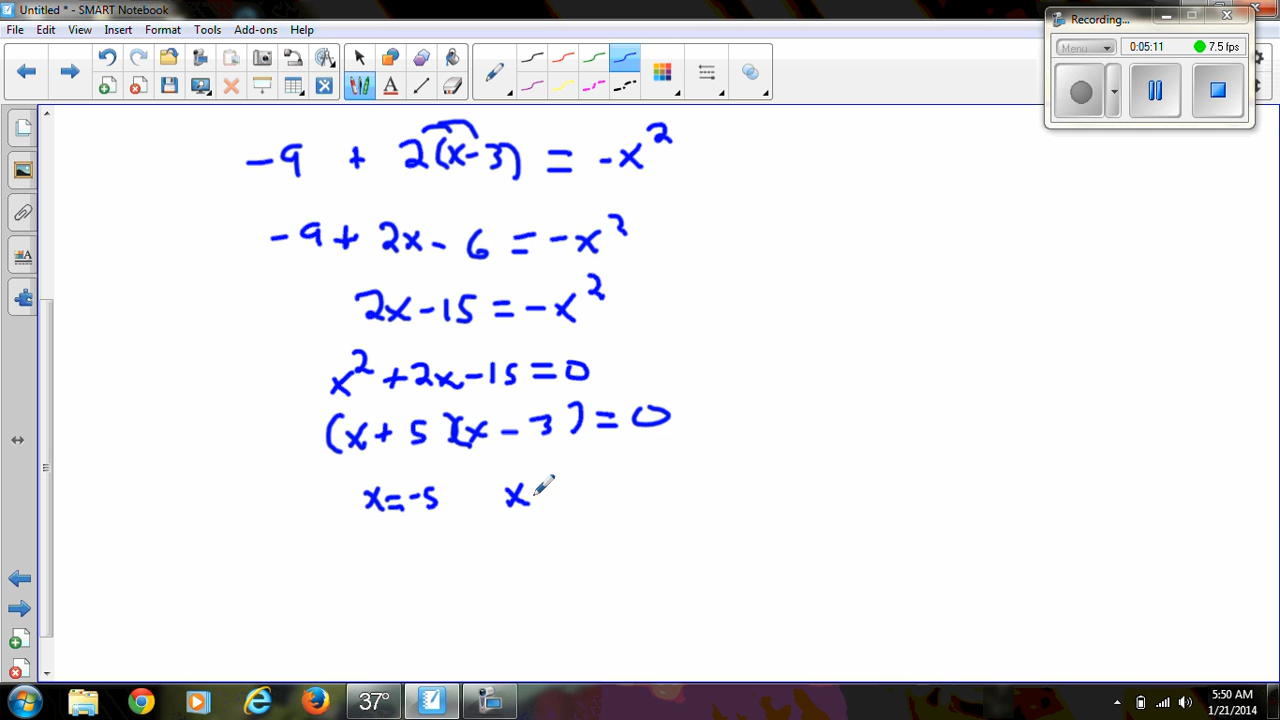 Untitled * - SMART Notebook
File Edit View Insert Format Tools Add-ons Help
Recording...
Menu
0:05:11
7.5 fps
-9 + 2(x-3) = -x²
-9 + 2x - 6 = -x²
2x - 15 = -x²
x² + 2x - 15 = 0
(x + 5)(x - 3) = 0
x = -5 x
37°
5:50 AM
1/21/2014